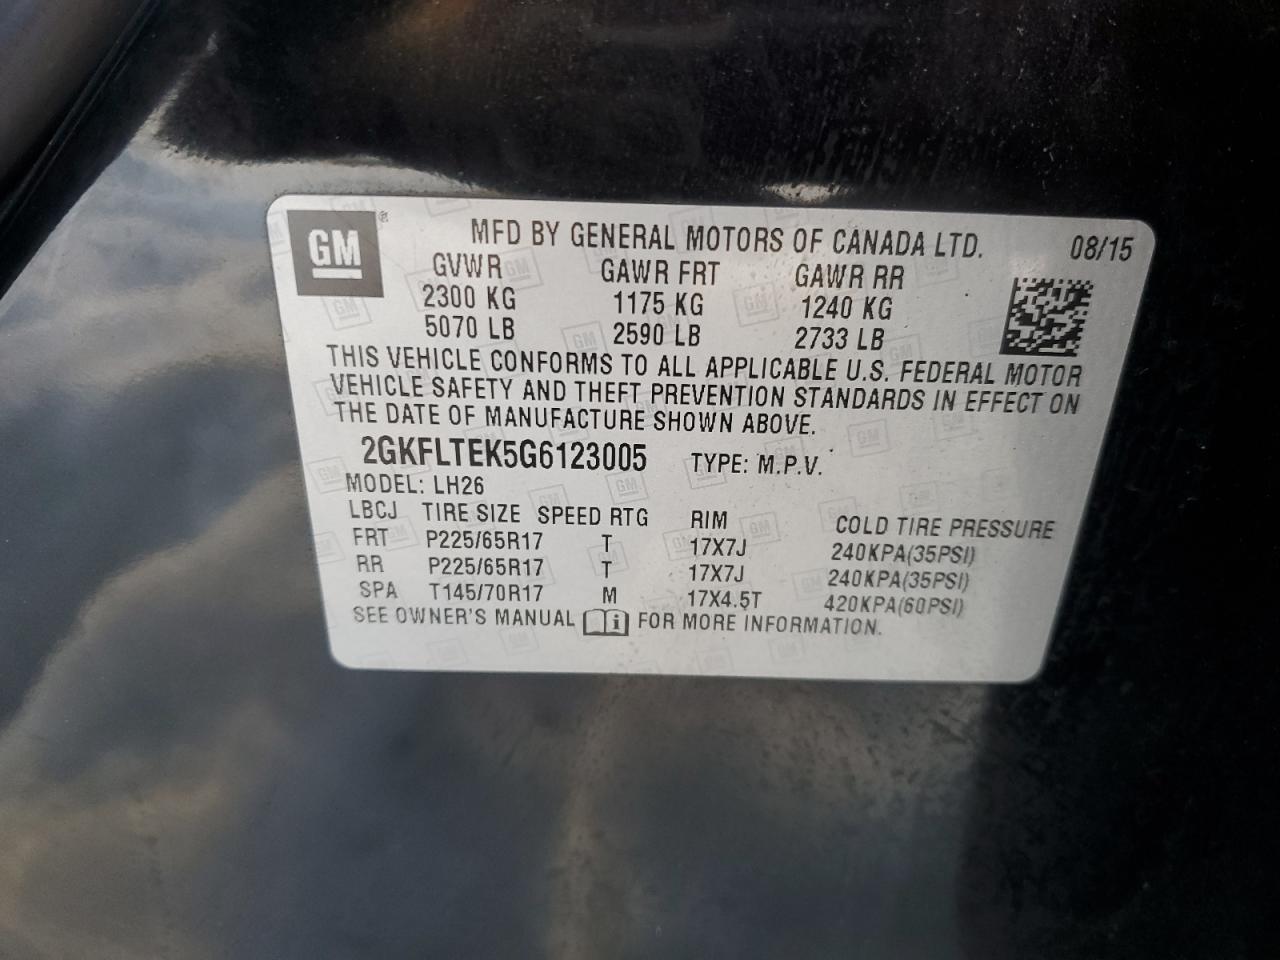 GM ® MFD BY GENERAL MOTORS OF CANADA LTD. 08/15
GVWR GAWR FRT GAWR RR
2300 KG 1175 KG 1240 KG
5070 LB 2590 LB 2733 LB
THIS VEHICLE CONFORMS TO ALL APPLICABLE U.S. FEDERAL MOTOR
VEHICLE SAFETY AND THEFT PREVENTION STANDARDS IN EFFECT ON
THE DATE OF MANUFACTURE SHOWN ABOVE.
2GKFLTEK5G6123005 TYPE: M.P.V.
MODEL: LH26
LBCJ TIRE SIZE SPEED RTG RIM COLD TIRE PRESSURE
FRT P225/65R17 T 17X7J 240KPA(35PSI)
RR P225/65R17 T 17X7J 240KPA(35PSI)
SPA T145/70R17 M 17X4.5T 420KPA(60PSI)
SEE OWNER'S MANUAL i FOR MORE INFORMATION.